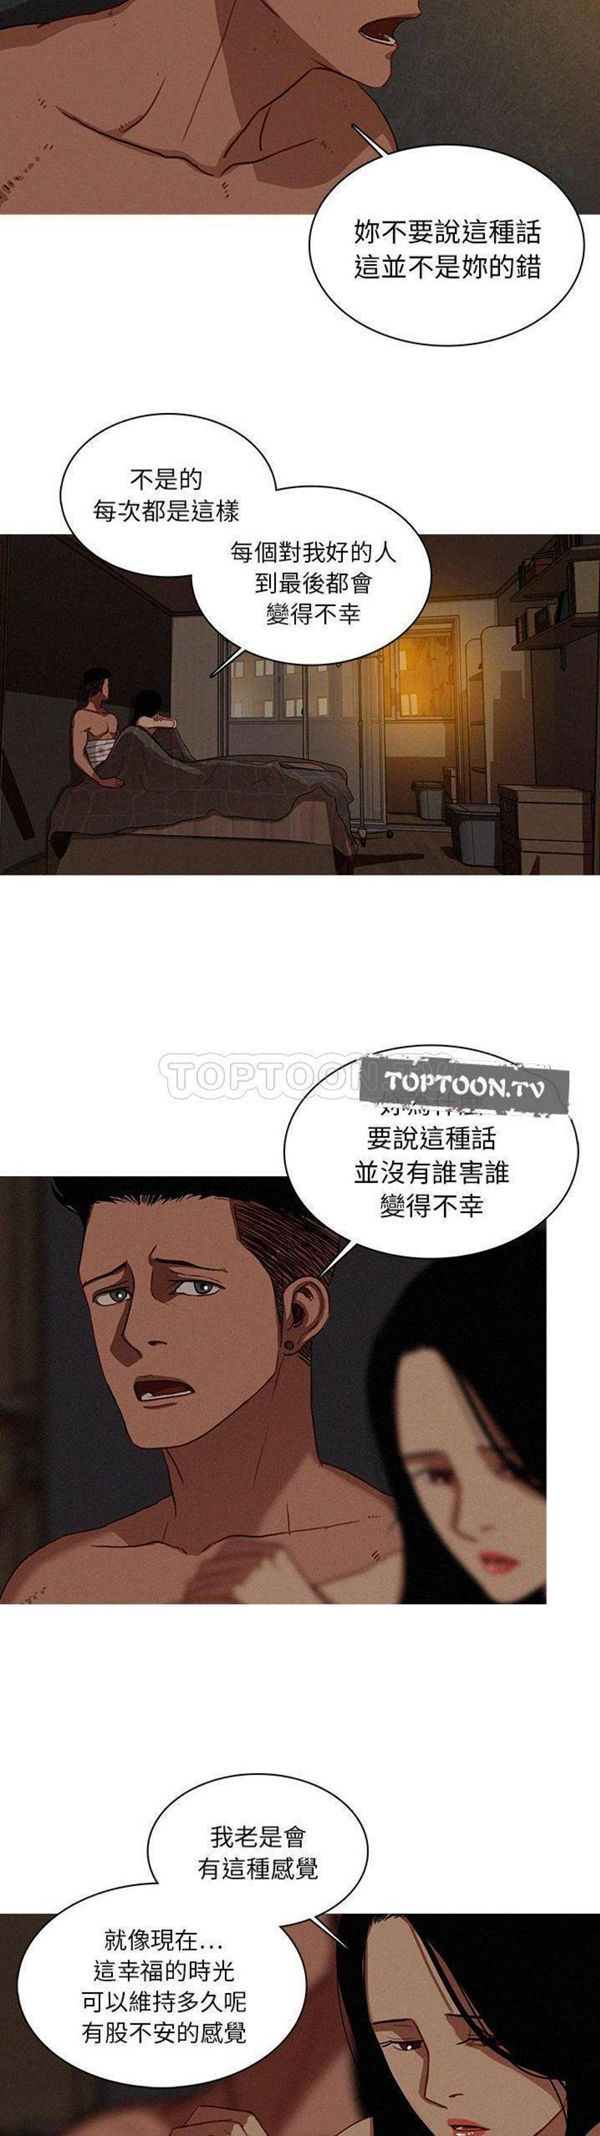 妳不要說這種話
這並不是妳的錯
不是的
每次都是這樣
每個對我好的人
到最後都會
變得不幸
TOPTOON.TV
TOPTOON.TV
要說這種話
並沒有誰害誰
變得不幸
我老是會
有這種感覺
就像現在...
這幸福的時光
可以維持多久呢
有股不安的感覺